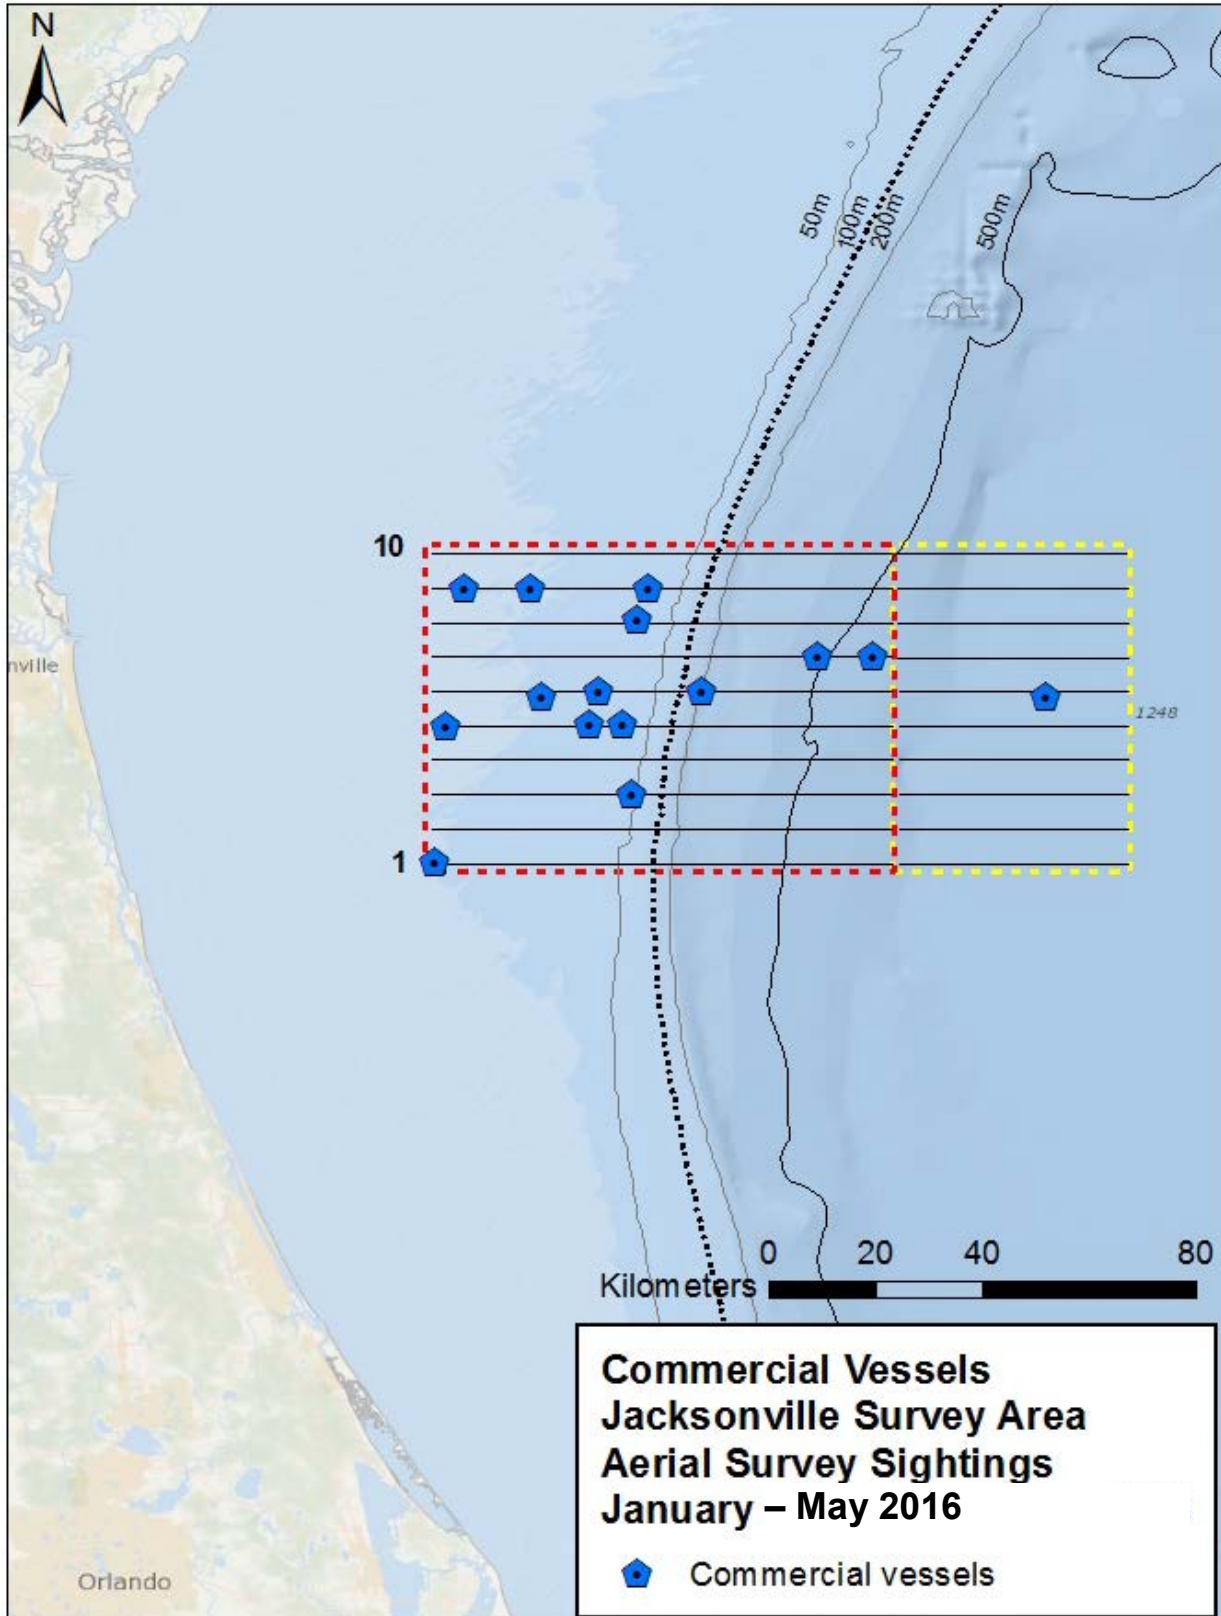 N
50m
100m
200m
500m
10
nville
1248
1
0 20 40 80
Kilometers
Commercial Vessels
Jacksonville Survey Area
Aerial Survey Sightings
January – May 2016
Commercial vessels
Orlando